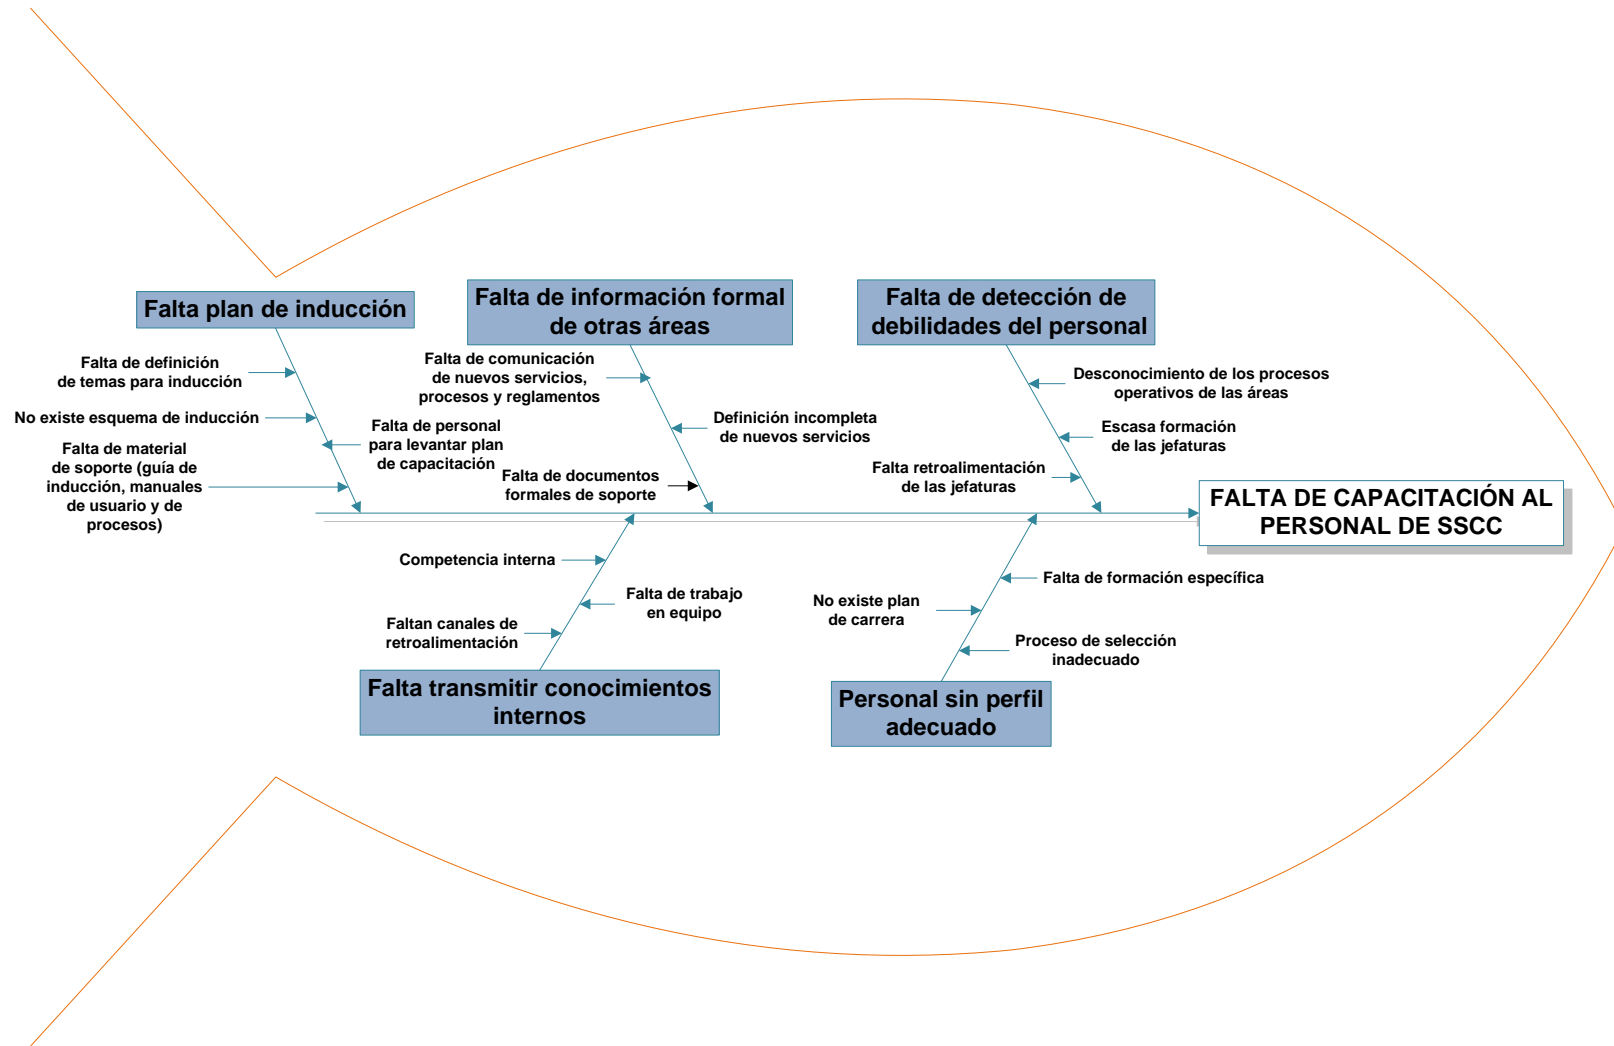 Falta plan de inducción
Falta de información formal
de otras áreas
Falta de detección de
debilidades del personal
Falta de definición
de temas para inducción
No existe esquema de inducción
Falta de material
de soporte (guía de
inducción, manuales
de usuario y de
procesos)
Falta de personal
para levantar plan
de capacitación
Falta de comunicación
de nuevos servicios,
procesos y reglamentos
Definición incompleta
de nuevos servicios
Falta de documentos
formales de soporte
Desconocimiento de los procesos
operativos de las áreas
Escasa formación
de las jefaturas
Falta retroalimentación
de las jefaturas
FALTA DE CAPACITACIÓN AL
PERSONAL DE SSCC
Competencia interna
Falta de trabajo
en equipo
Faltan canales de
retroalimentación
Falta transmitir conocimientos
internos
Falta de formación específica
No existe plan
de carrera
Proceso de selección
inadecuado
Personal sin perfil
adecuado